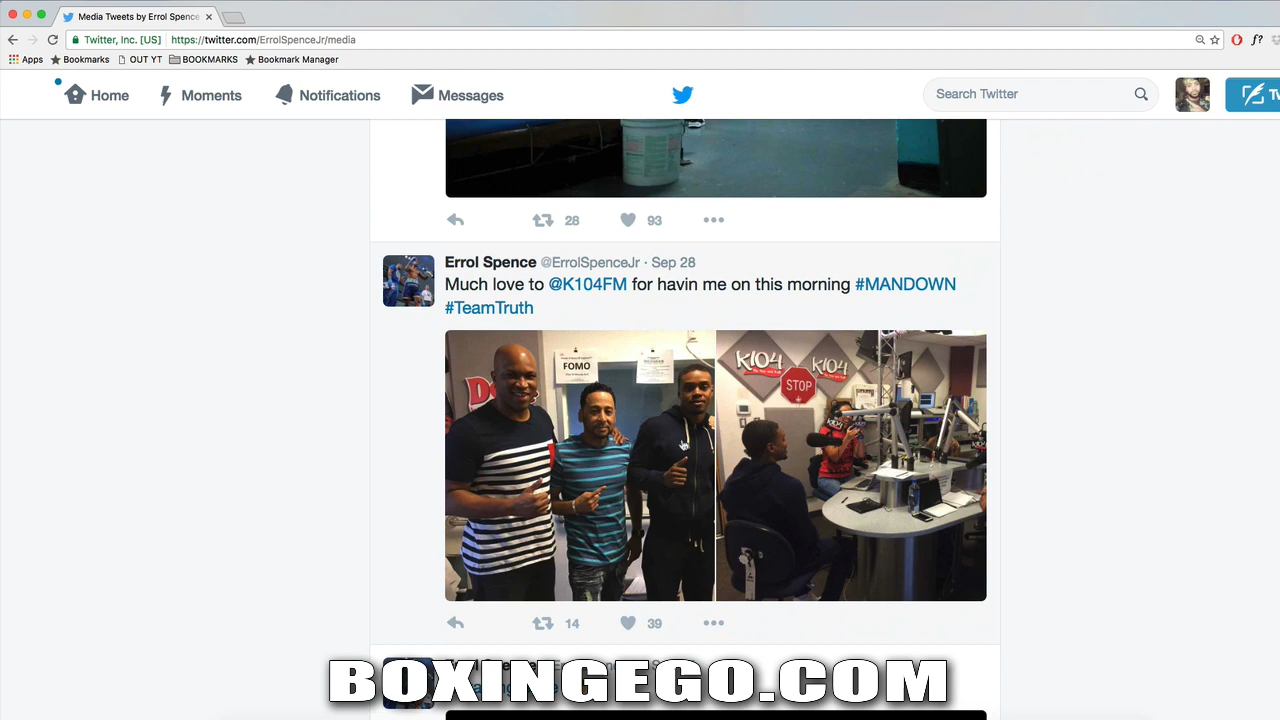 Media Tweets by Errol Spence
Twitter, Inc. [US]
https://twitter.com/ErrolSpenceJr/media
Apps
Bookmarks
OUT YT
BOOKMARKS
Bookmark Manager
Home
Moments
Notifications
Messages
Search Twitter
28
93
Errol Spence @ErrolSpenceJr · Sep 28
Much love to @K104FM for havin me on this morning #MANDOWN
#TeamTruth
FOMO
K104
K104
STOP
14
39
BOXINGEGO.COM